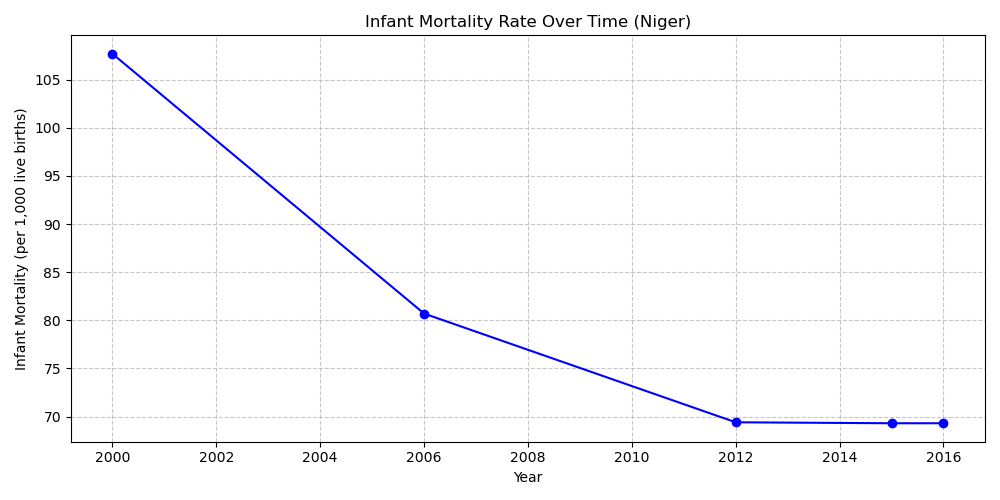 Infant Mortality Rate Over Time (Niger)
Infant Mortality (per 1,000 live births)
105
100
95
90
85
80
75
70
2000 2002 2004 2006 2008 2010 2012 2014 2016
Year